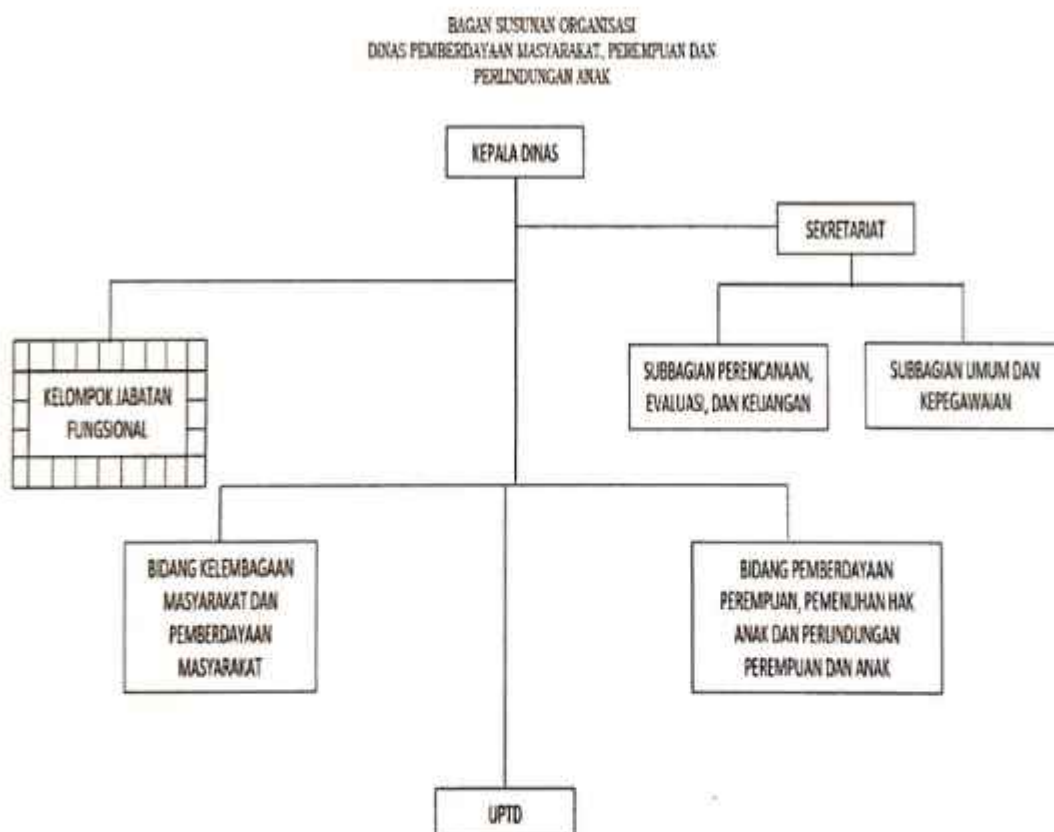 BAGAN SUSUNAN ORGANISASI
DINAS PEMBERDAYAAN MASYARAKAT, PEREMPUAN DAN
PERLINDUNGAN ANAK
KEPALA DINAS
SEKRETARIAT
KELOMPOK JABATAN
FUNGSIONAL
SUBBAGIAN PERENCANAAN,
EVALUASI, DAN KEUANGAN
SUBBAGIAN UMUM DAN
KEPEGAWAIAN
BIDANG KELEMBAGAAN
MASYARAKAT DAN
PEMBERDAYAAN
MASYARAKAT
BIDANG PEMBERDAYAAN
PEREMPUAN, PEMENUHAN HAK
ANAK DAN PERLINDUNGAN
PEREMPUAN DAN ANAK
UPTD